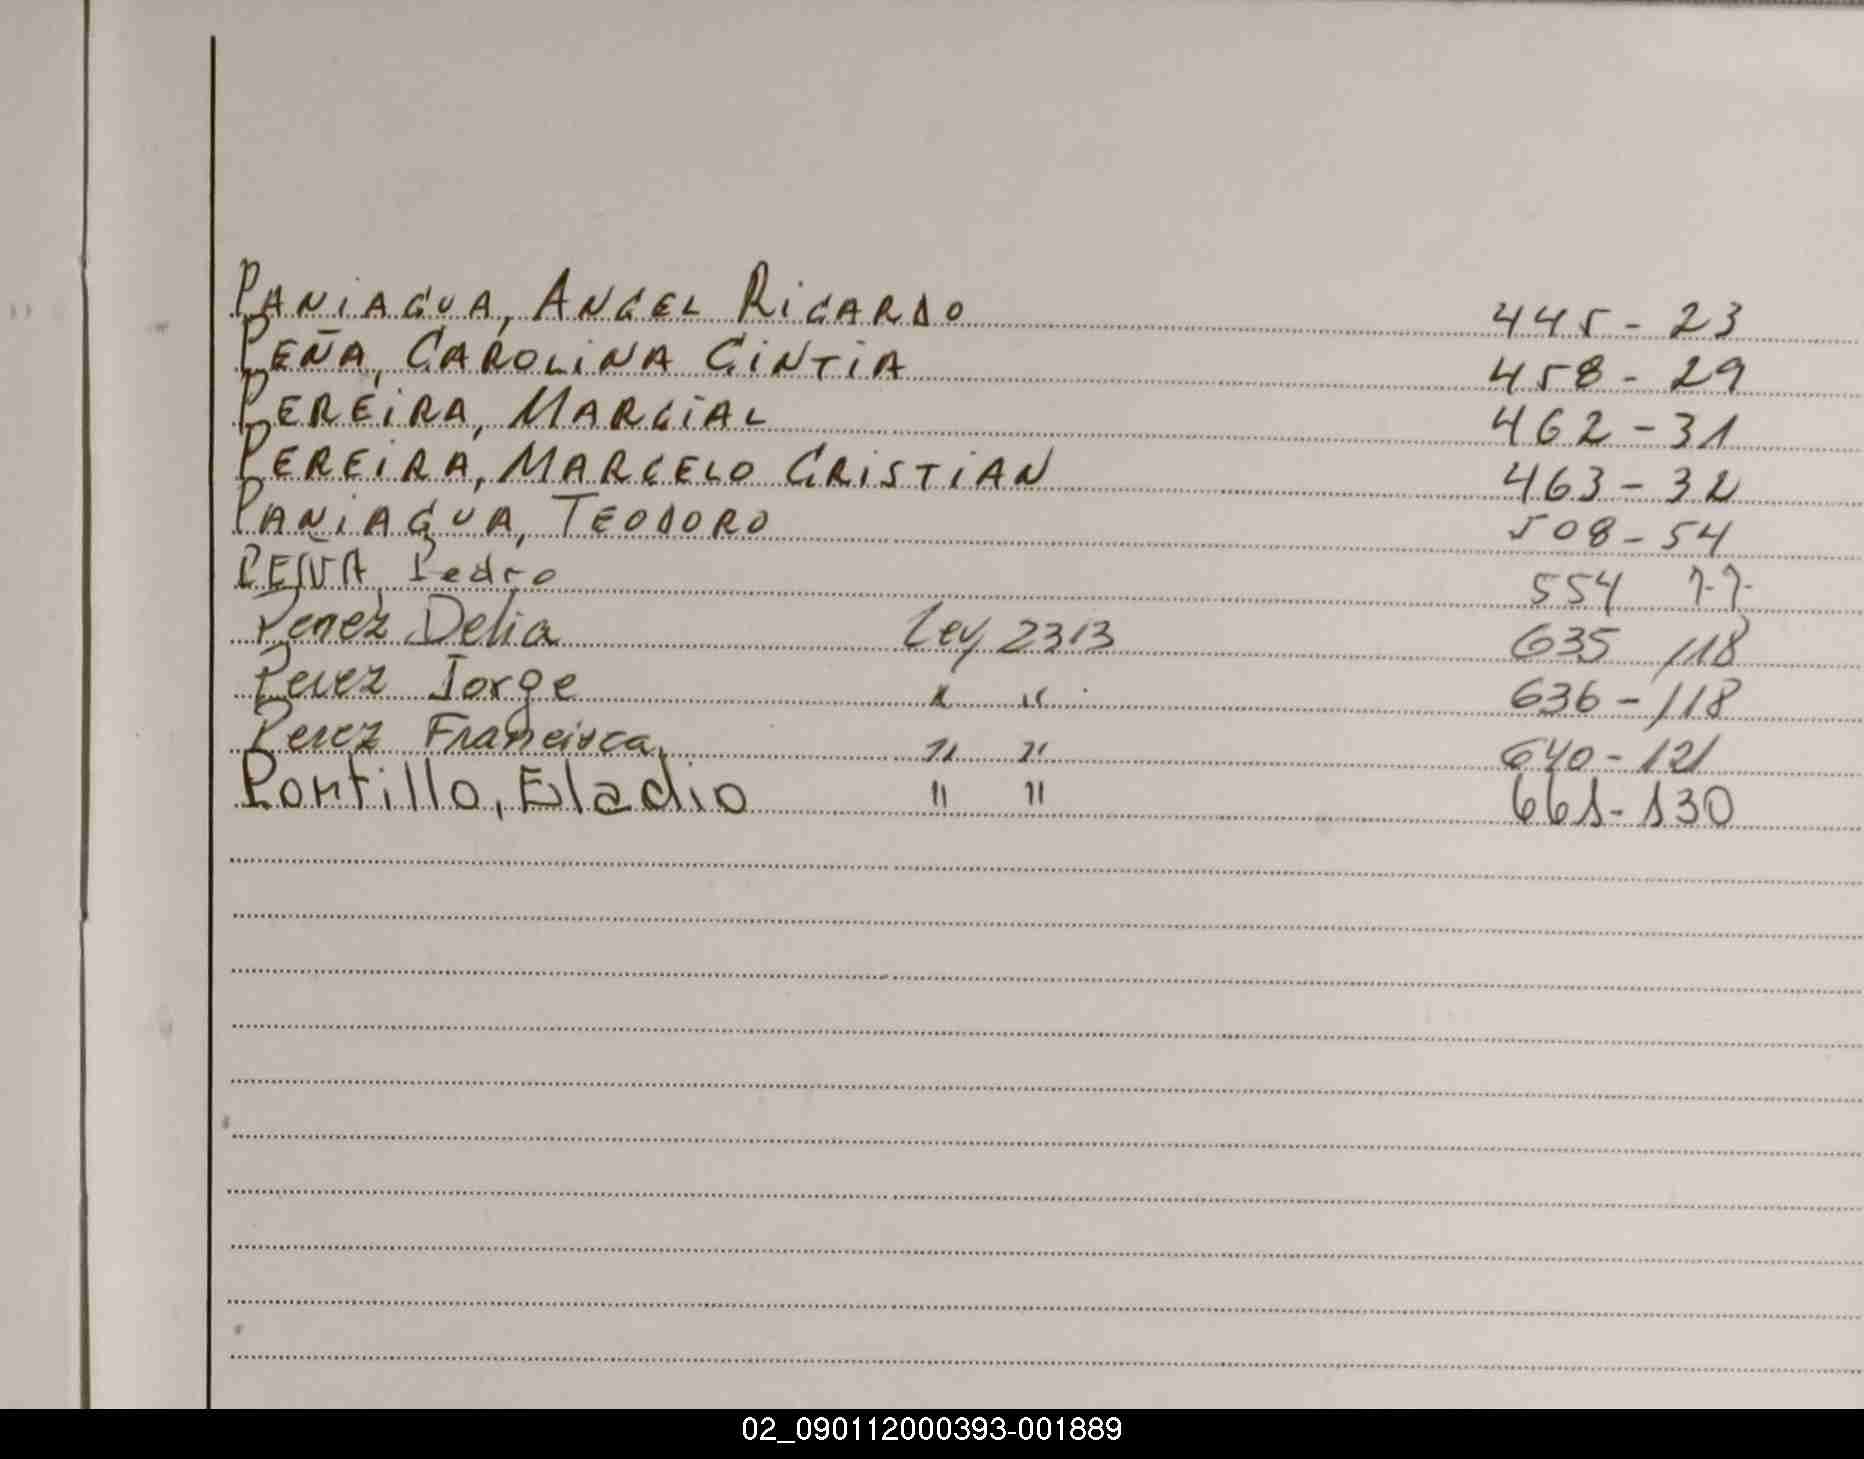 PANIAGUA, ANGEL RICARDO 445 - 23
PEÑA, CAROLINA CINTIA 458 - 29
PEREIRA, MARCIAL 462 - 31
PEREIRA, MARCELO CRISTIAN 463 - 32
PANIAGUA, TEODORO 508 - 54
PEÑA, Pedro 554 77
Perez Delia Ley 2313 635 /118
Perez Jorge " " 636 - /118
Perez Francisca, " " 640 - 121
Portillo, Eladio " " 661 - 130
02_090112000393-001889